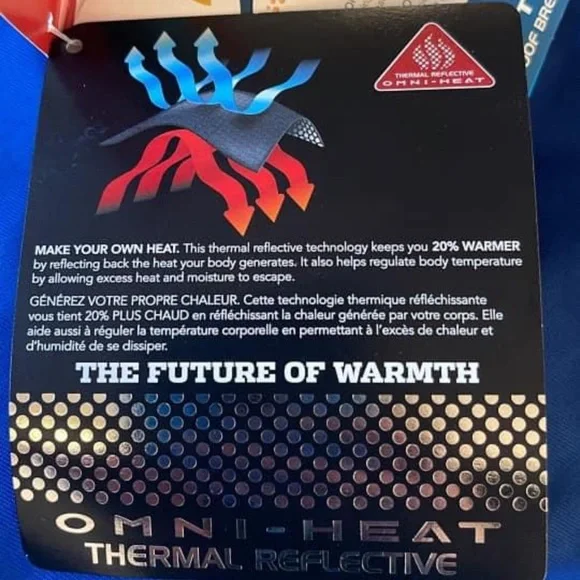 THERMAL REFLECTIVE
OMNI-HEAT
OOF BRE
MAKE YOUR OWN HEAT. This thermal reflective technology keeps you 20% WARMER
by reflecting back the heat your body generates. It also helps regulate body temperature
by allowing excess heat and moisture to escape.
GÉNÉREZ VOTRE PROPRE CHALEUR. Cette technologie thermique réfléchissante
vous tient 20% PLUS CHAUD en réfléchissant la chaleur générée par votre corps. Elle
aide aussi à réguler la température corporelle en permettant à l'excès de chaleur et
d'humidité de se dissiper.
THE FUTURE OF WARMTH
OMNI-HEAT
THERMAL REFLECTIVE